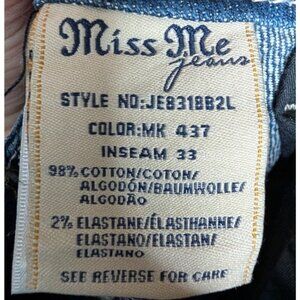 Miss Me
jeans
STYLE NO:JE8318B2L
COLOR:MK 437
INSEAM 33
98% COTTON/COTON/
ALGODÓN/BAUMWOLLE/
ALGODÃO
2% ELASTANE/ÉLASTHANNE/
ELASTANO/ELASTAN/
ELASTANO
SEE REVERSE FOR CARE